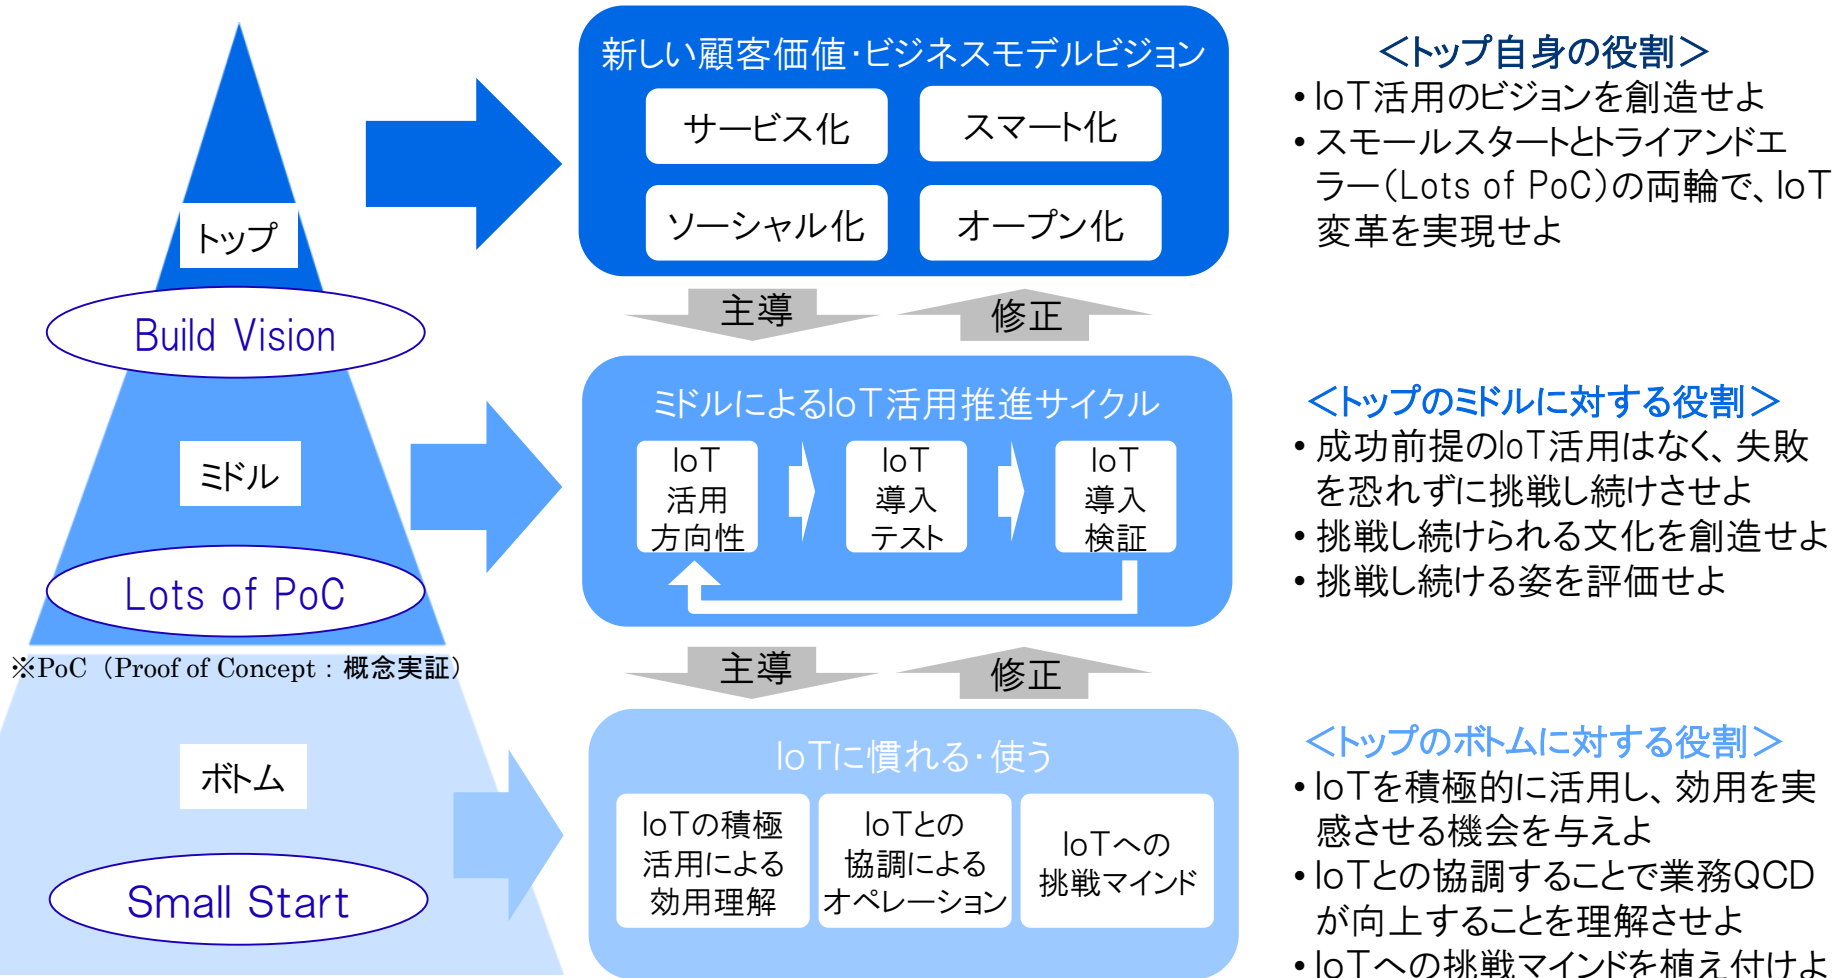 トップ
Build Vision
ミドル
Lots of PoC
※PoC（Proof of Concept：概念実証）
ボトム
Small Start
新しい顧客価値・ビジネスモデルビジョン
サービス化
スマート化
ソーシャル化
オープン化
主導
修正
ミドルによるIoT活用推進サイクル
IoT
活用
方向性
IoT
導入
テスト
IoT
導入
検証
主導
修正
IoTに慣れる・使う
IoTの積極
活用による
効用理解
IoTとの
協調による
オペレーション
IoTへの
挑戦マインド
＜トップ自身の役割＞
• IoT活用のビジョンを創造せよ
• スモールスタートとトライアンドエ
ラー（Lots of PoC）の両輪で、IoT
変革を実現せよ
＜トップのミドルに対する役割＞
• 成功前提のIoT活用はなく、失敗
を恐れずに挑戦し続けさせよ
• 挑戦し続けられる文化を創造せよ
• 挑戦し続ける姿を評価せよ
＜トップのボトムに対する役割＞
• IoTを積極的に活用し、効用を実
感させる機会を与えよ
• IoTとの協調することで業務QCD
が向上することを理解させよ
• IoTへの挑戦マインドを植え付けよ